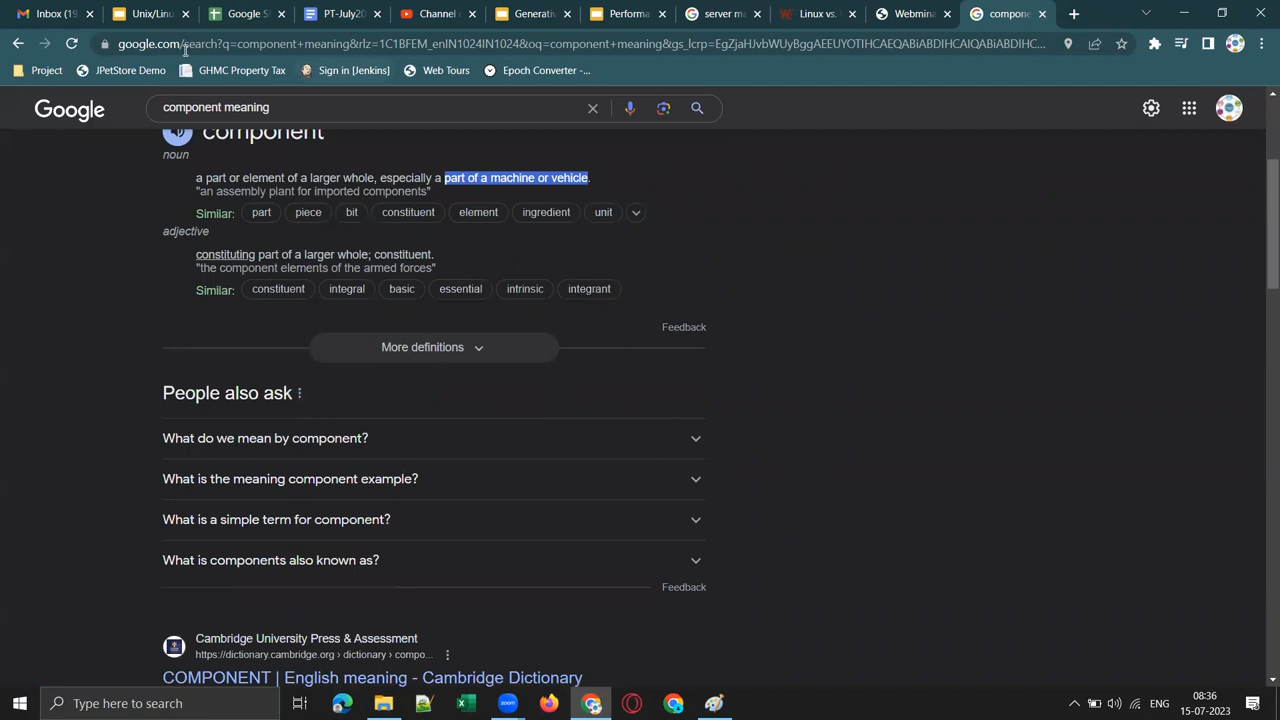 Inbox (19
Unix/Linu
Google S
PT-July20
Channel
Generativ
Performa
server ma
Linux vs.
Webmina
compone
google.com/search?q=component+meaning&rlz=1C1BFEM_enIN1024IN1024&oq=component+meaning&gs_lcrp=EgZjaHJvbWUyBggAEEUYOTIHCAEQABiABDIHCAIQABiABDIHC...
Project
JPetStore Demo
GHMC Property Tax
Sign in [Jenkins]
Web Tours
Epoch Converter - ...
Google
component meaning
component
noun
a part or element of a larger whole, especially a part of a machine or vehicle.
"an assembly plant for imported components"
Similar: part piece bit constituent element ingredient unit
adjective
constituting part of a larger whole; constituent.
"the component elements of the armed forces"
Similar: constituent integral basic essential intrinsic integrant
Feedback
More definitions
People also ask
What do we mean by component?
What is the meaning component example?
What is a simple term for component?
What is components also known as?
Feedback
Cambridge University Press & Assessment
https://dictionary.cambridge.org › dictionary › compo...
COMPONENT | English meaning - Cambridge Dictionary
Type here to search
zoom
ENG
08:36
15-07-2023